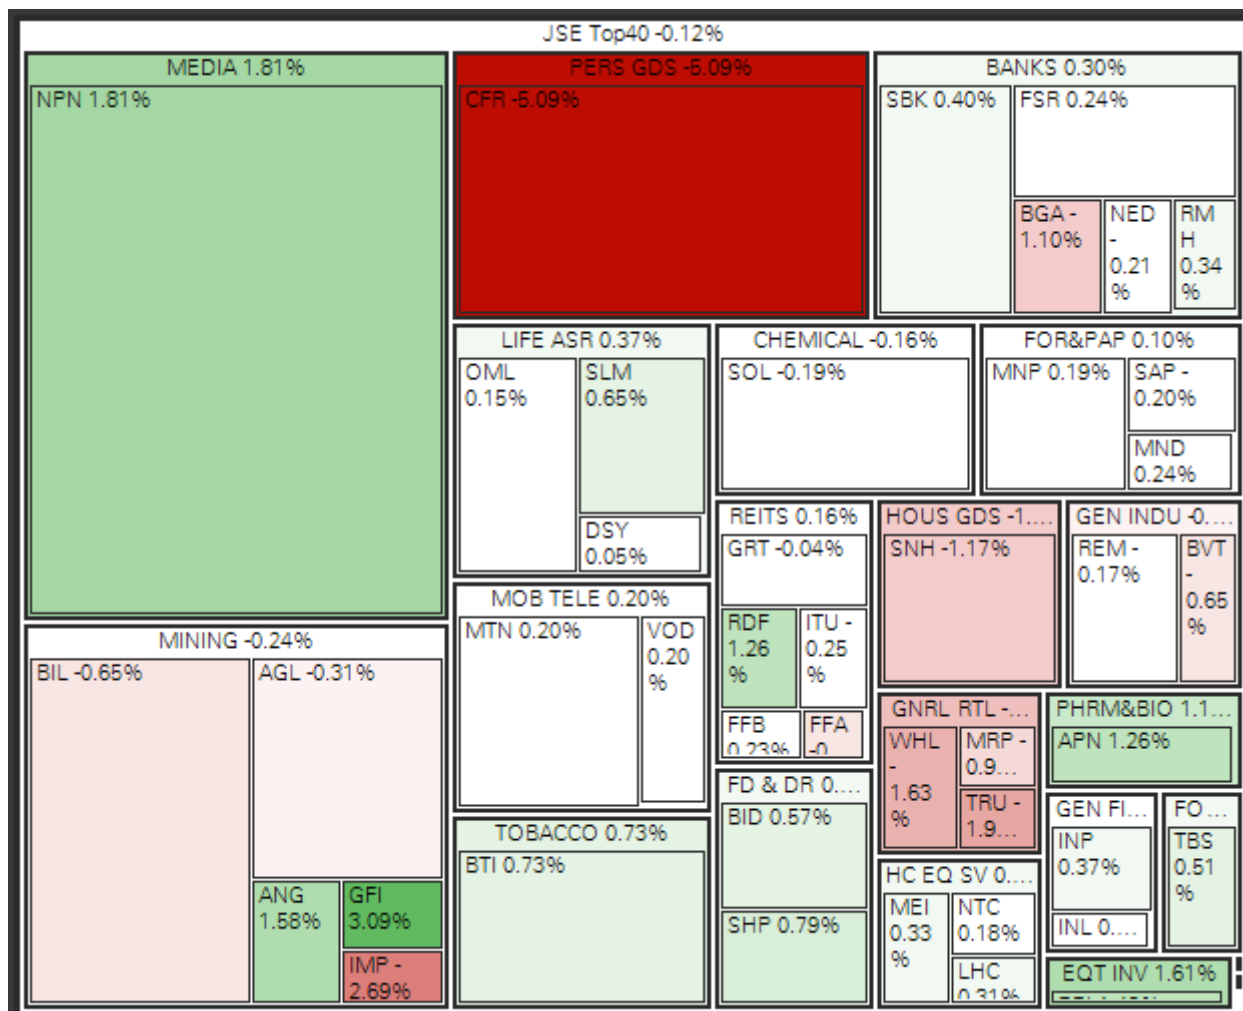 JSE Top40 -0.12%
MEDIA 1.81%
NPN 1.81%
PERS GDS -5.09%
CFR -5.09%
BANKS 0.30%
SBK 0.40%
FSR 0.24%
BGA -
1.10%
NED
-
0.21
%
RM
H
0.34
%
LIFE ASR 0.37%
OML
0.15%
SLM
0.65%
DSY
0.05%
CHEMICAL -0.16%
SOL -0.19%
FOR&PAP 0.10%
MNP 0.19%
SAP -
0.20%
MND
0.24%
REITS 0.16%
GRT -0.04%
RDF
1.26
%
ITU -
0.25
%
FFB
0.23%
FFA
-0
HOUS GDS -1....
SNH -1.17%
GEN INDU -0....
REM -
0.17%
BVT
-
0.65
%
MOB TELE 0.20%
MTN 0.20%
VOD
0.20
%
MINING -0.24%
BIL -0.65%
AGL -0.31%
ANG
1.58%
GFI
3.09%
IMP -
2.69%
TOBACCO 0.73%
BTI 0.73%
FD & DR 0....
BID 0.57%
SHP 0.79%
GNRL RTL -...
WHL
-
1.63
%
MRP -
0.9...
TRU -
1.9...
PHRM&BIO 1.1...
APN 1.26%
HC EQ SV 0....
MEI
0.33
%
NTC
0.18%
LHC
0.31%
GEN FI...
INP
0.37%
INL 0....
FO
...
TBS
0.51
%
EQT INV 1.61%